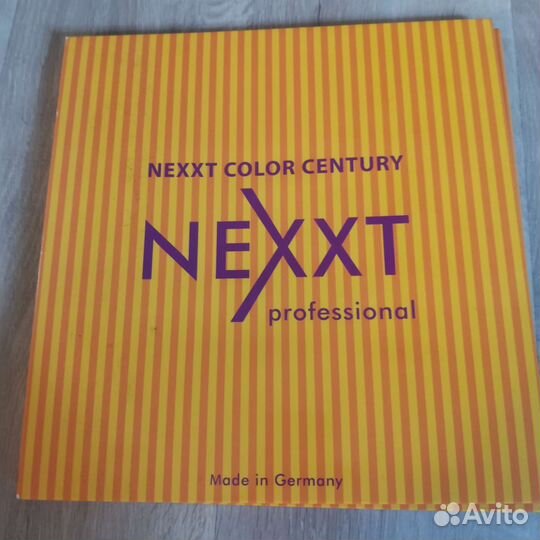 NEXXT COLOR CENTURY
NEXXT
professional
Made in Germany
Avito